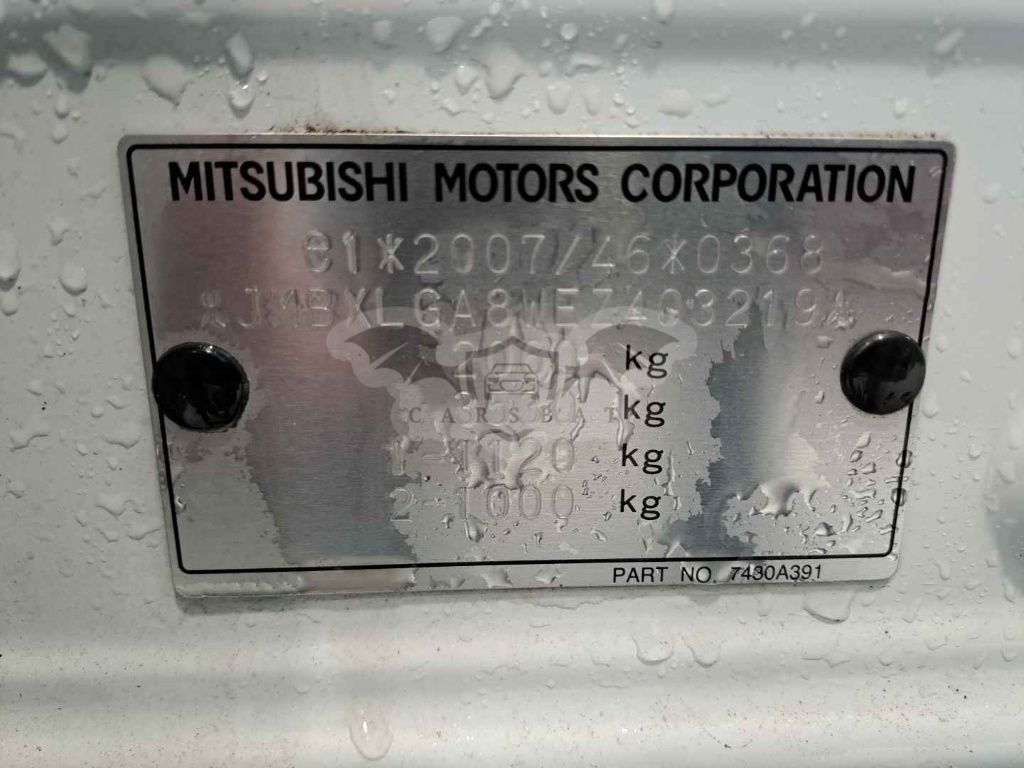 MITSUBISHI MOTORS CORPORATION
e1*2007/46*0368
*JMBXLGA8WEZ403219*
kg
CARSBAT
kg
1-1120 kg
2-1000 kg
PART NO. 7430A391